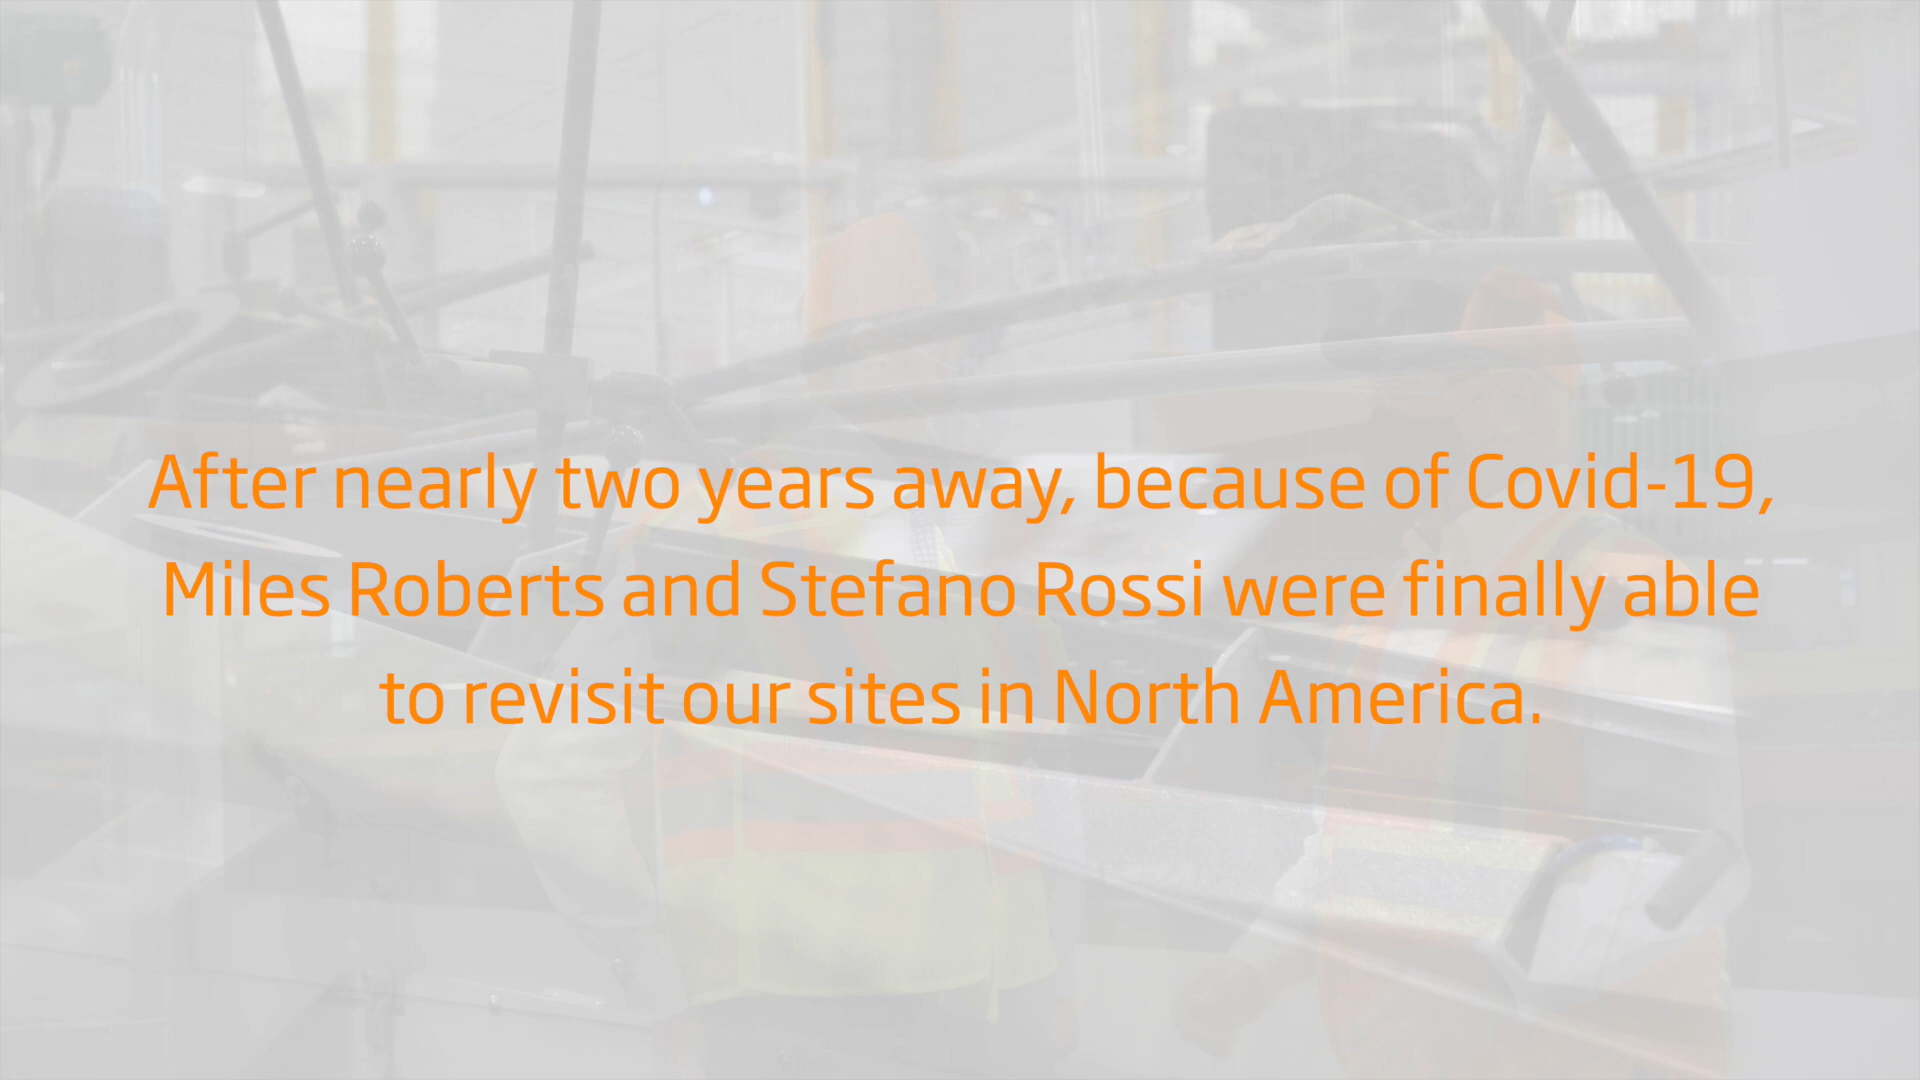 After nearly two years away, because of Covid-19,
Miles Roberts and Stefano Rossi were finally able
to revisit our sites in North America.